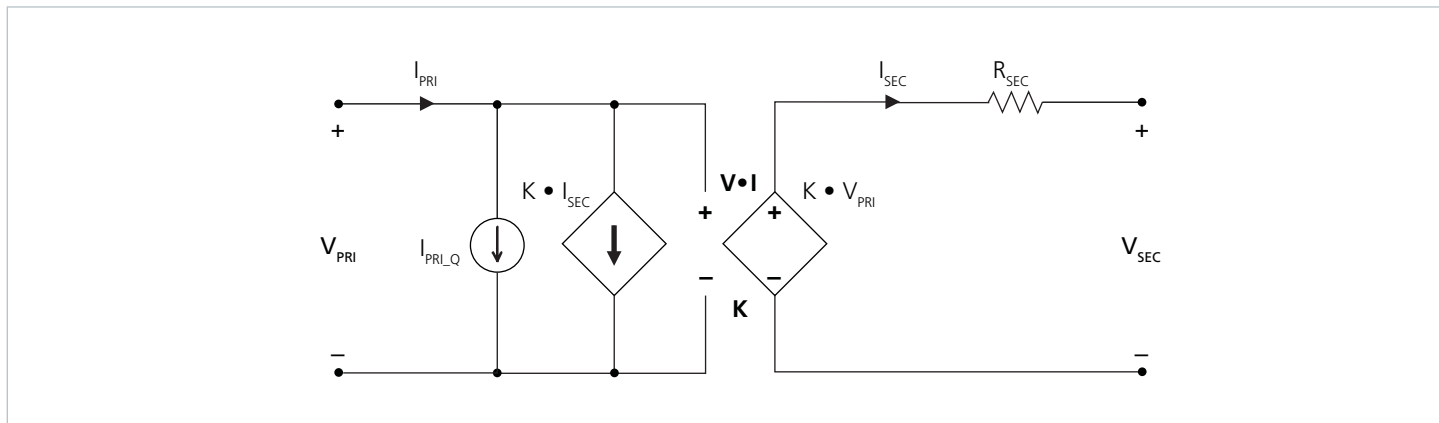 I_PRI
I_SEC
R_SEC
+
+
K • I_SEC
V•I
K • V_PRI
+
+
V_PRI
I_PRI_Q
V_SEC
–
–
K
–
–